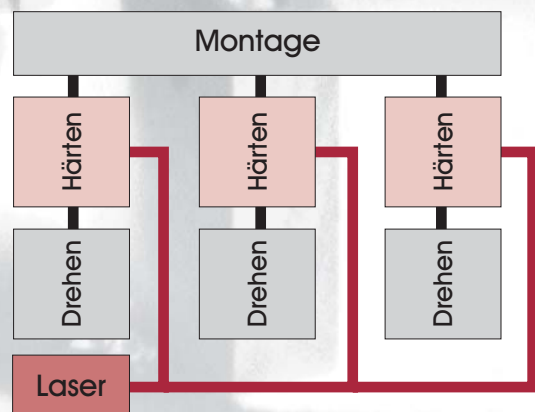 Montage
Härten
Härten
Härten
Drehen
Drehen
Drehen
Laser